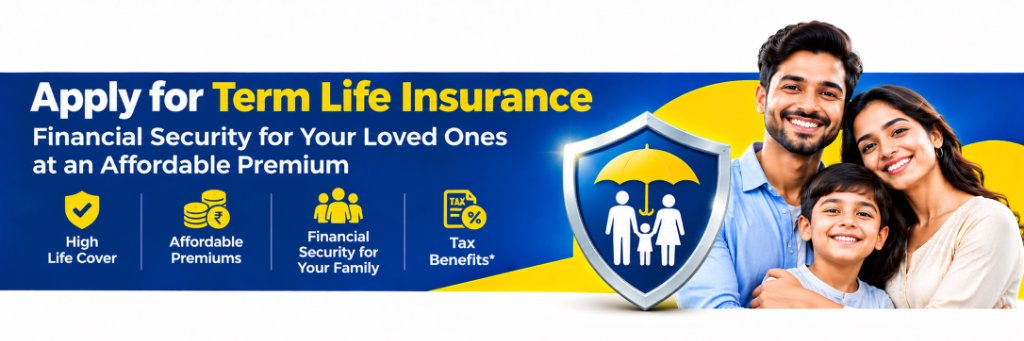 Apply for Term Life Insurance
Financial Security for Your Loved Ones
at an Affordable Premium
High
Life Cover
Affordable
Premiums
Financial
Security for
Your Family
TAX
%
Tax
Benefits*
₹